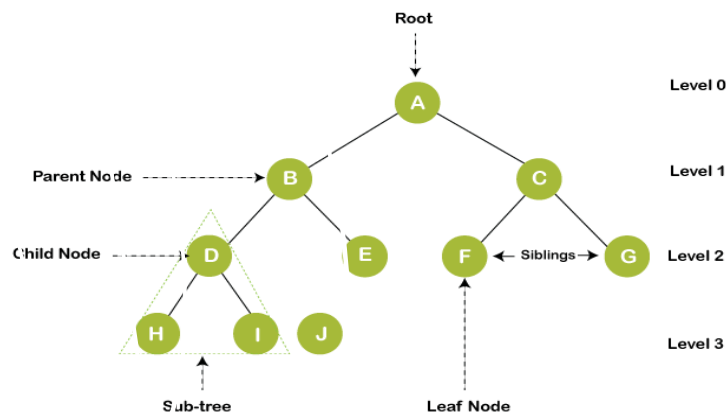 Root
Level 0
A
Parent Node
B
C
Level 1
Child Node
D
E
F
Siblings
G
Level 2
H
I
J
Level 3
Sub-tree
Leaf Node